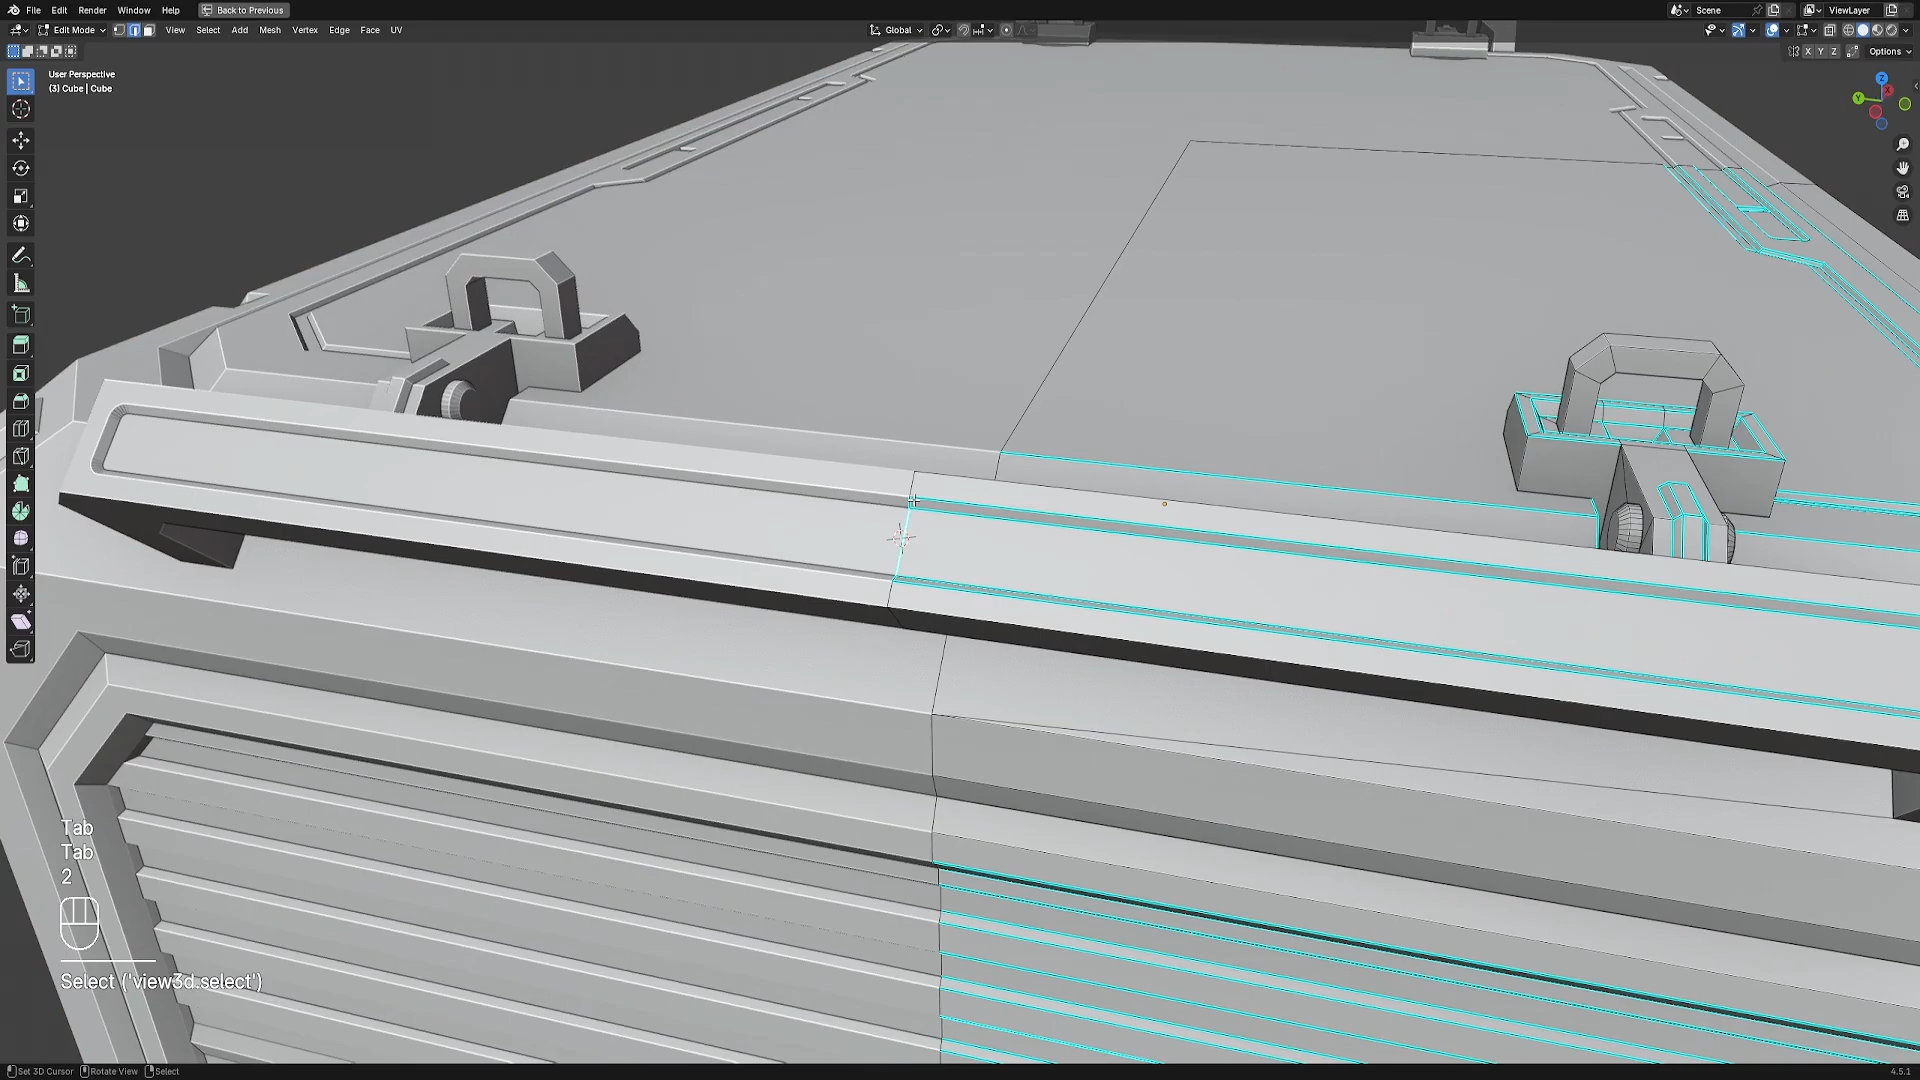 File Edit Render Window Help Back to Previous Scene ViewLayer
Edit Mode View Select Add Mesh Vertex Edge Face UV Global
X Y Z Options
User Perspective
(3) Cube | Cube
Z
X
Y
Tab
Tab
2
Select ('view3d.select')
Set 3D Cursor Rotate View Select 4.5.1